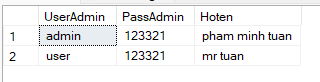 UserAdmin PassAdmin Hoten
1 admin 123321 pham minh tuan
2 user 123321 mr tuan